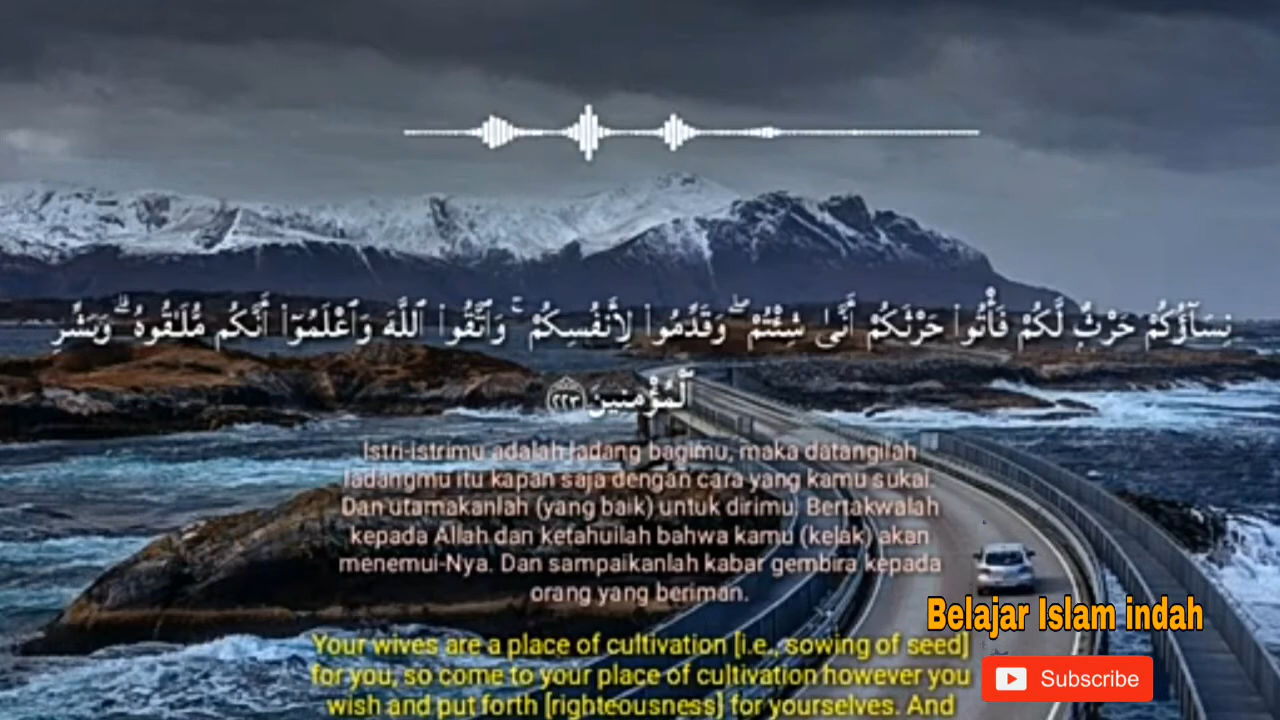 نِسَآؤُكُمْ حَرْثٌ لَّكُمْ فَأْتُوا۟ حَرْثَكُمْ أَنَّىٰ شِئْتُمْ ۖ وَقَدِّمُوا۟ لِأَنفُسِكُمْ ۚ وَٱتَّقُوا۟ ٱللَّهَ وَٱعْلَمُوٓا۟ أَنَّكُم مُّلَـٰقُوهُ ۗ وَبَشِّرِ
ٱلْمُؤْمِنِينَ ﴿٢٢٣﴾
Istri-istrimu adalah ladang bagimu, maka datangilah
ladangmu itu kapan saja dengan cara yang kamu sukai.
Dan utamakanlah (yang baik) untuk dirimu. Bertakwalah
kepada Allah dan ketahuilah bahwa kamu (kelak) akan
menemui-Nya. Dan sampaikanlah kabar gembira kepada
orang yang beriman.
Your wives are a place of cultivation [i.e., sowing of seed]
for you, so come to your place of cultivation however you
wish and put forth [righteousness] for yourselves. And
Belajar Islam indah
Subscribe